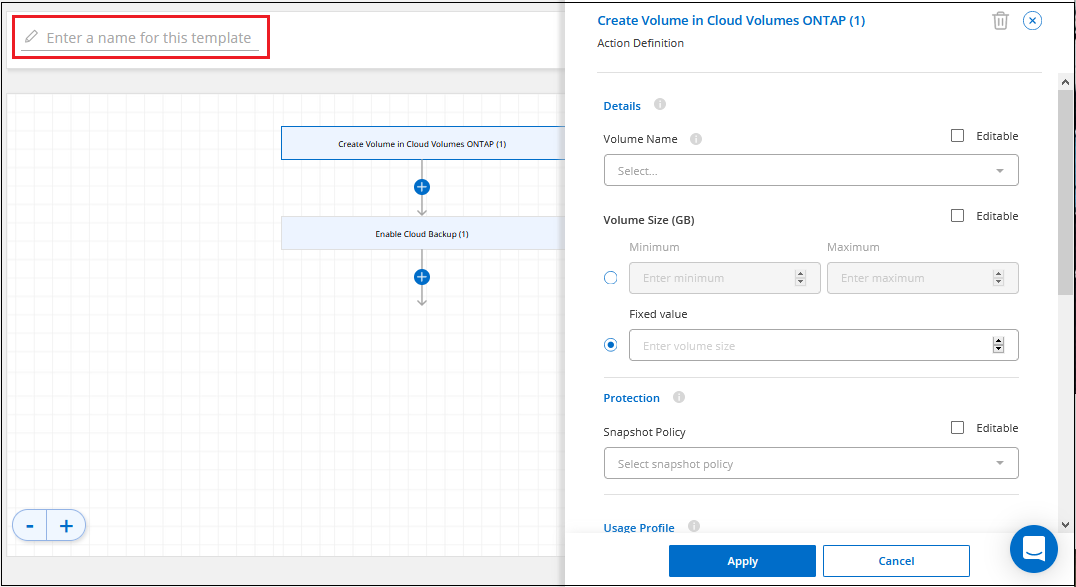 Enter a name for this template
Create Volume in Cloud Volumes ONTAP (1)
Enable Cloud Backup (1)
- +
Create Volume in Cloud Volumes ONTAP (1)
Action Definition
Details
Volume Name
Editable
Select...
Volume Size (GB)
Editable
Minimum Maximum
Enter minimum Enter maximum
Fixed value
Enter volume size
Protection
Snapshot Policy
Editable
Select snapshot policy
Usage Profile
Apply Cancel